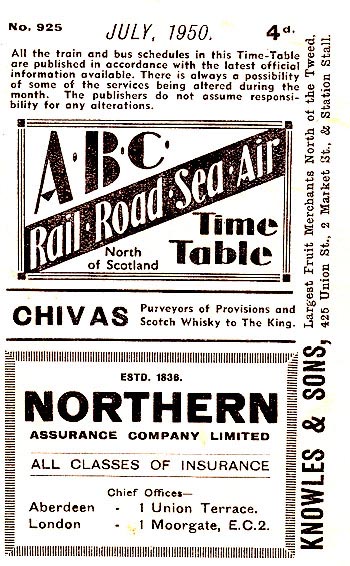 No. 925
JULY, 1950.
4d.
All the train and bus schedules in this Time-Table
are published in accordance with the latest official
information available. There is always a possibility
of some of the services being altered during the
month. The publishers do not assume responsi-
bility for any alterations.
A·B·C·
Rail·Road·Sea·Air
Time
Table
North
of Scotland
CHIVAS
Purveyors of Provisions and
Scotch Whisky to The King.
ESTD. 1836.
NORTHERN
ASSURANCE COMPANY LIMITED
ALL CLASSES OF INSURANCE
Chief Offices—
Aberdeen - 1 Union Terrace.
London - 1 Moorgate, E.C.2.
KNOWLES & SONS,
Largest Fruit Merchants North of the Tweed.
425 Union St., 2 Market St., & Station Stall.